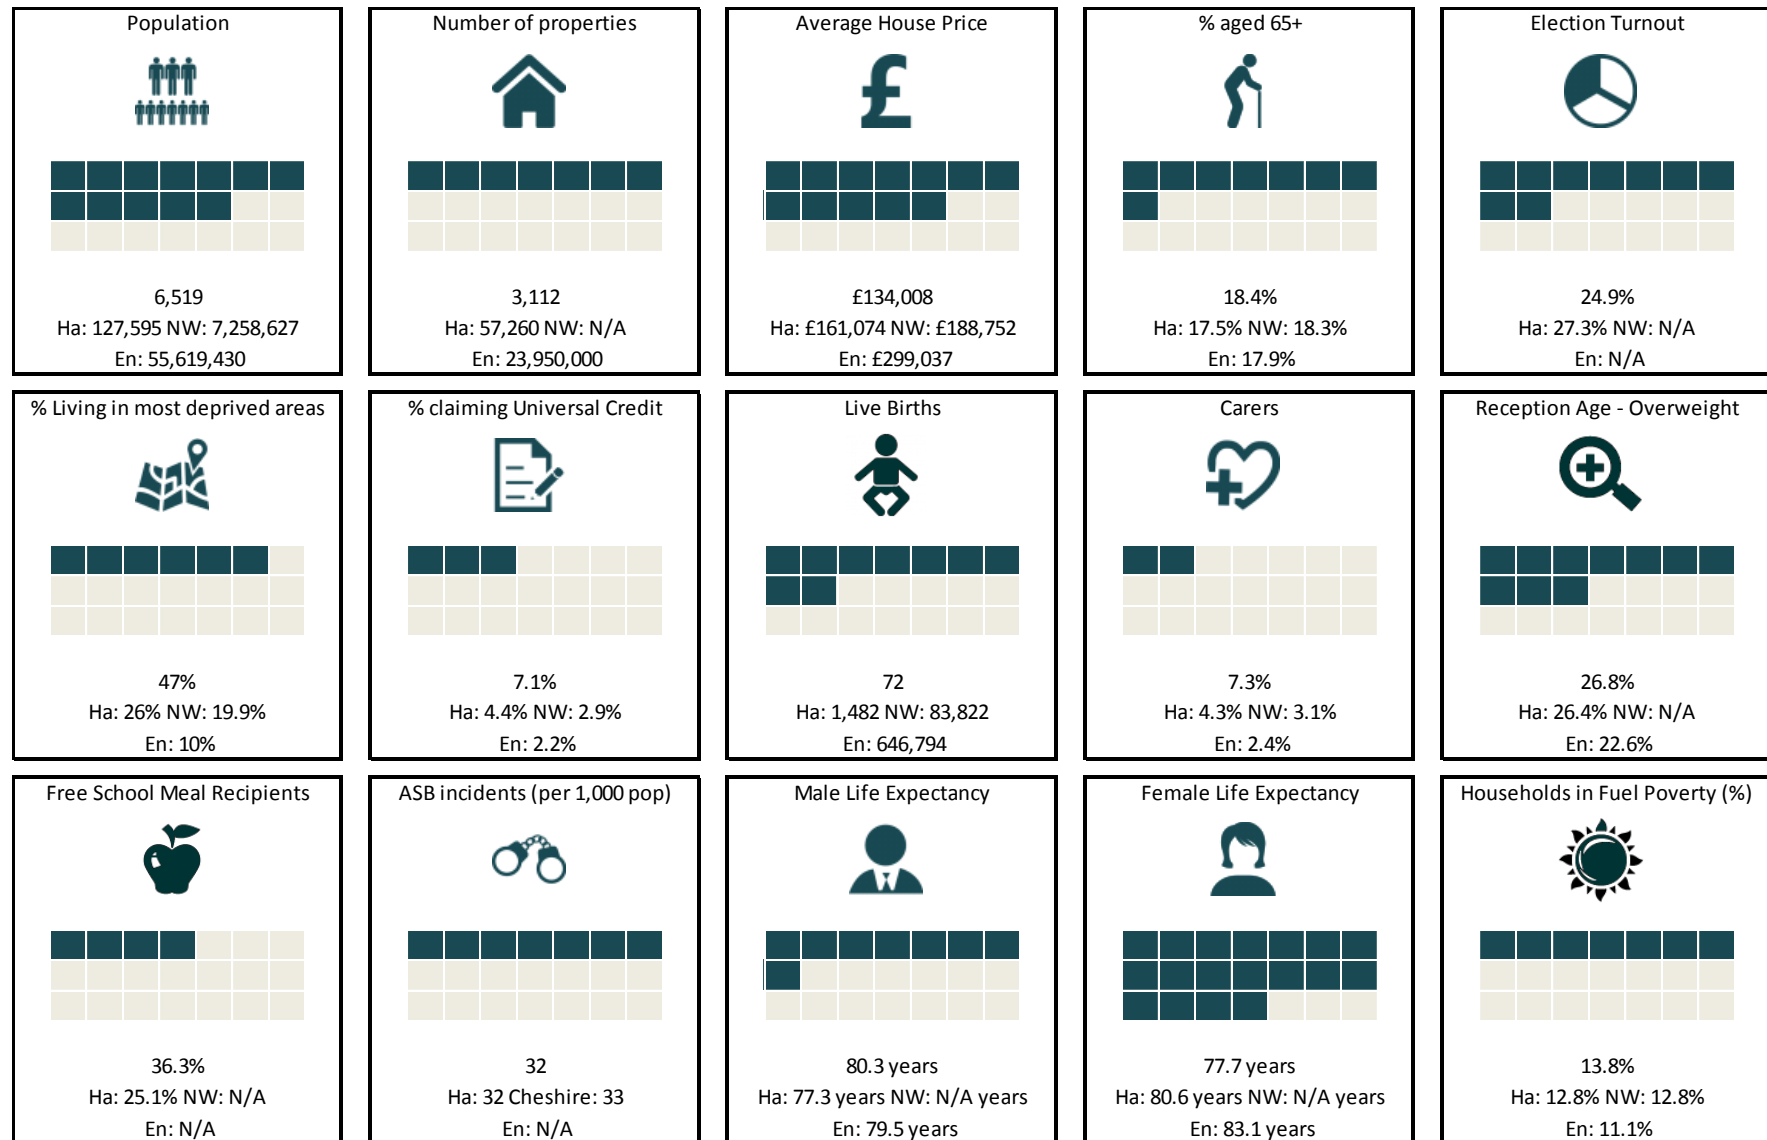 Population
6,519
Ha: 127,595 NW: 7,258,627
En: 55,619,430
Number of properties
3,112
Ha: 57,260 NW: N/A
En: 23,950,000
Average House Price
£134,008
Ha: £161,074 NW: £188,752
En: £299,037
% aged 65+
18.4%
Ha: 17.5% NW: 18.3%
En: 17.9%
Election Turnout
24.9%
Ha: 27.3% NW: N/A
En: N/A
% Living in most deprived areas
47%
Ha: 26% NW: 19.9%
En: 10%
% claiming Universal Credit
7.1%
Ha: 4.4% NW: 2.9%
En: 2.2%
Live Births
72
Ha: 1,482 NW: 83,822
En: 646,794
Carers
7.3%
Ha: 4.3% NW: 3.1%
En: 2.4%
Reception Age - Overweight
26.8%
Ha: 26.4% NW: N/A
En: 22.6%
Free School Meal Recipients
36.3%
Ha: 25.1% NW: N/A
En: N/A
ASB incidents (per 1,000 pop)
32
Ha: 32 Cheshire: 33
En: N/A
Male Life Expectancy
80.3 years
Ha: 77.3 years NW: N/A years
En: 79.5 years
Female Life Expectancy
77.7 years
Ha: 80.6 years NW: N/A years
En: 83.1 years
Households in Fuel Poverty (%)
13.8%
Ha: 12.8% NW: 12.8%
En: 11.1%